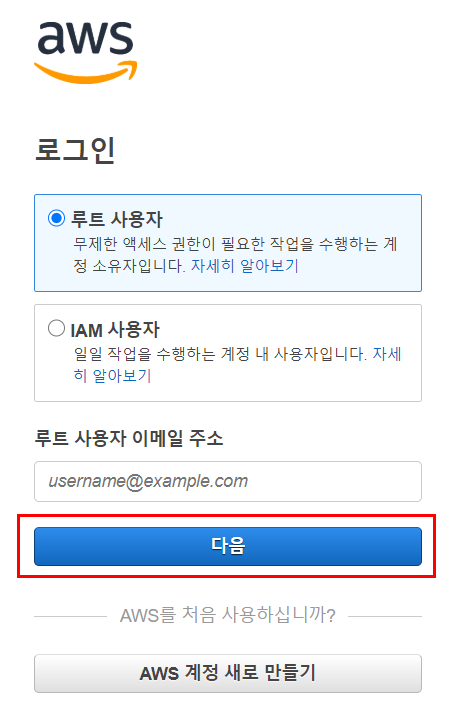 aws
로그인
루트 사용자
무제한 액세스 권한이 필요한 작업을 수행하는 계
정 소유자입니다. 자세히 알아보기
IAM 사용자
일일 작업을 수행하는 계정 내 사용자입니다. 자세
히 알아보기
루트 사용자 이메일 주소
username@example.com
다음
AWS를 처음 사용하십니까?
AWS 계정 새로 만들기